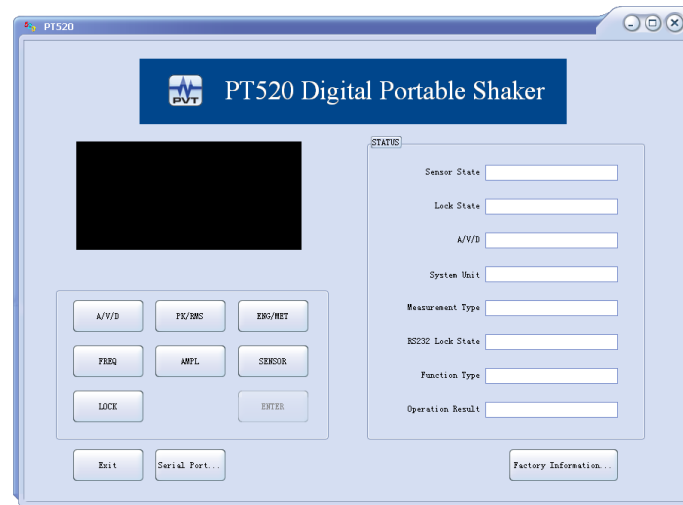 PT520
PVT
PT520 Digital Portable Shaker
STATUS
Sensor State
Lock State
A/V/D
System Unit
Measurement Type
RS232 Lock State
Function Type
Operation Result
A/V/D PK/RMS ENG/MET
FREQ AMPL SENSOR
LOCK ENTER
Exit Serial Port... Factory Information...